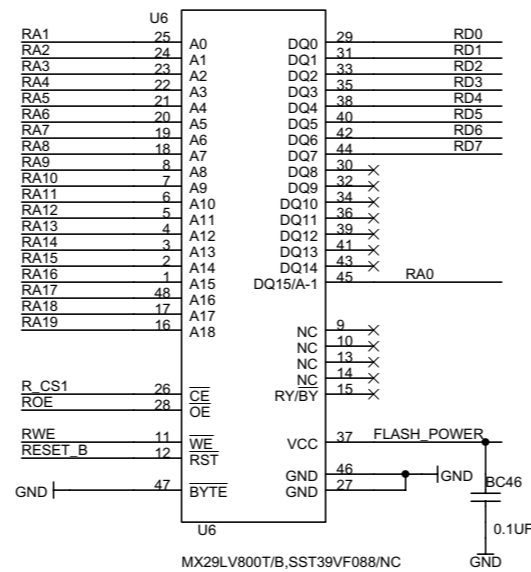 U6
RA1 25 A0 DQ0 29 RD0
RA2 24 A1 DQ1 31 RD1
RA3 23 A2 DQ2 33 RD2
RA4 22 A3 DQ3 35 RD3
RA5 21 A4 DQ4 38 RD4
RA6 20 A5 DQ5 40 RD5
RA7 19 A6 DQ6 42 RD6
RA8 18 A7 DQ7 44 RD7
RA9 8 A8 DQ8 30
RA10 7 A9 DQ9 32
RA11 6 A10 DQ10 34
RA12 5 A11 DQ11 36
RA13 4 A12 DQ12 39
RA14 3 A13 DQ13 41
RA15 2 A14 DQ14 43
RA16 1 A15 DQ15/A-1 45 RA0
RA17 48 A16
RA18 17 A17
RA19 16 A18 NC 9
NC 10
NC 13
NC 14
R_CS1 26 CE RY/BY 15
ROE 28 OE
RWE 11 WE VCC 37 FLASH_POWER
RESET_B 12 RST
GND 46 GND
GND 47 BYTE GND 27 BC46
U6 0.1UF
MX29LV800T/B,SST39VF088/NC GND